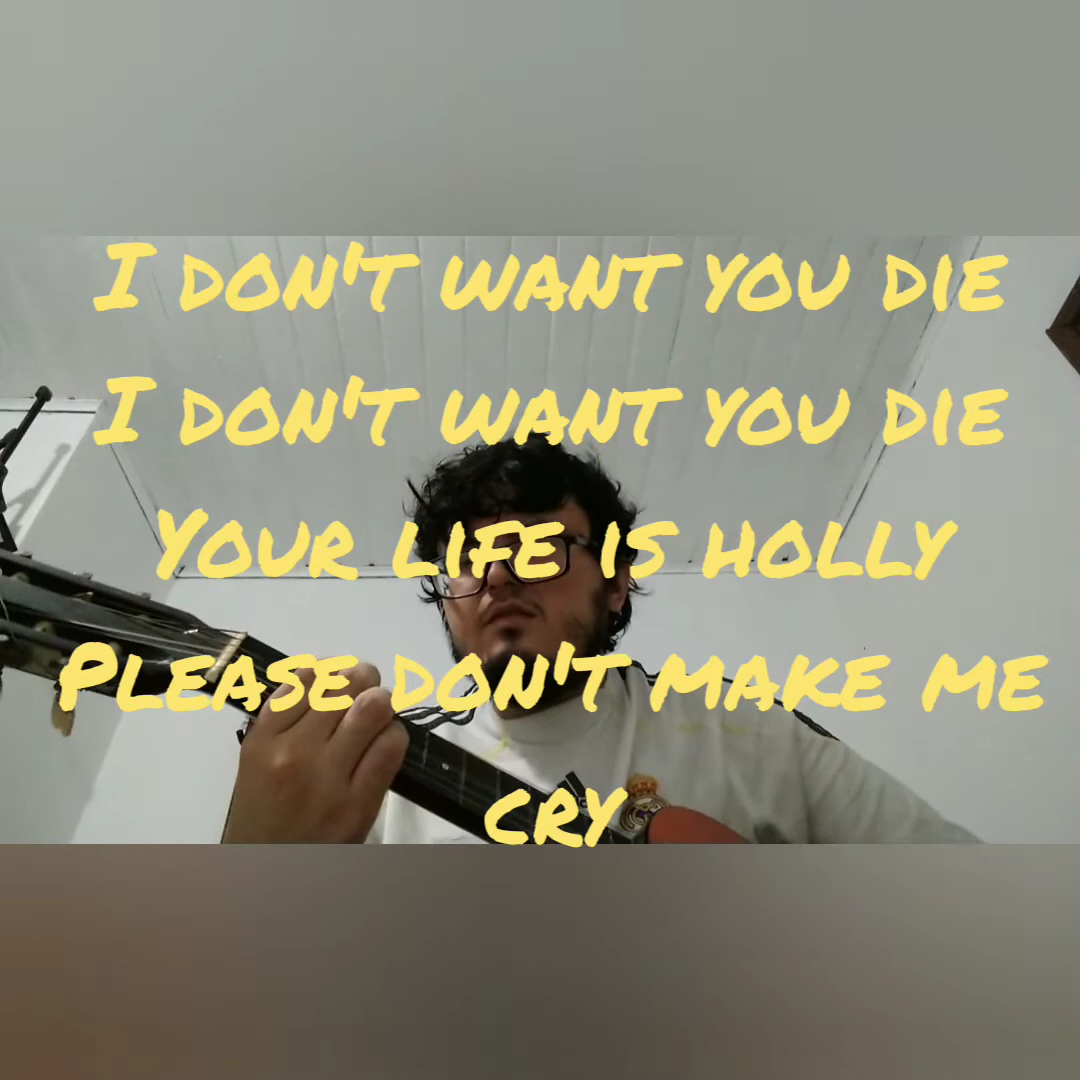 I DON'T WANT YOU DIE
I DON'T WANT YOU DIE
YOUR LIFE IS HOLLY
PLEASE DON'T MAKE ME
CRY